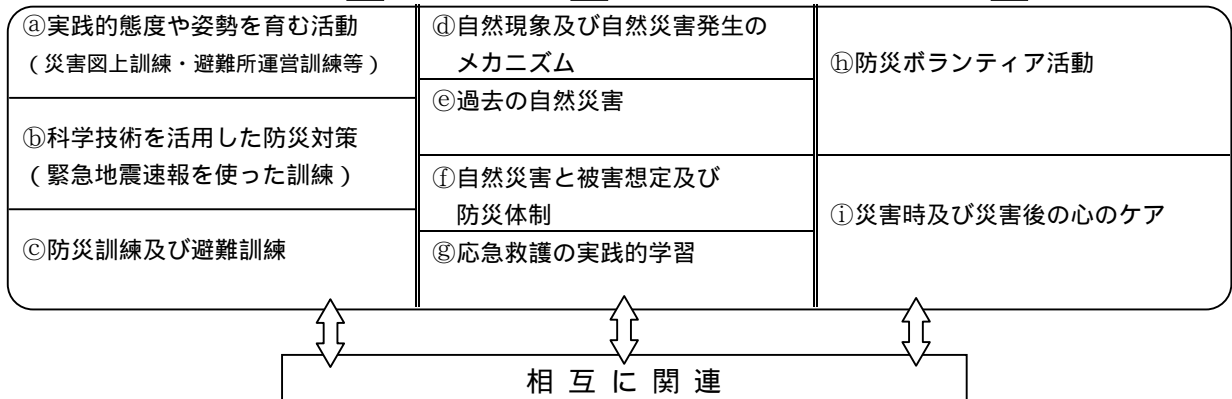 ⓐ実践的態度や姿勢を育む活動
（災害図上訓練・避難所運営訓練等）
ⓑ科学技術を活用した防災対策
（緊急地震速報を使った訓練）
ⓒ防災訓練及び避難訓練
ⓓ自然現象及び自然災害発生の
メカニズム
ⓔ過去の自然災害
ⓕ自然災害と被害想定及び
防災体制
ⓖ応急救護の実践的学習
ⓗ防災ボランティア活動
ⓘ災害時及び災害後の心のケア
相互に関連